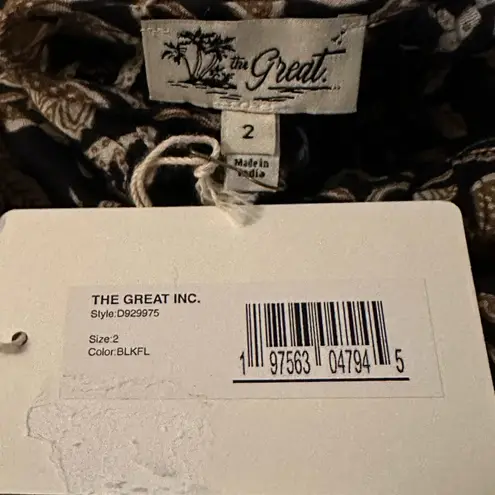 the Great.
2
Made in
India
THE GREAT INC.
Style:D929975
Size:2
Color:BLKFL
1 97563 04794 5